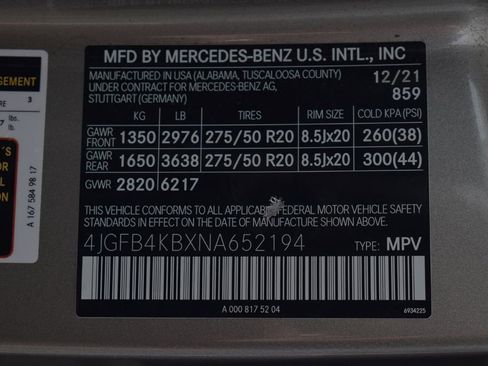 MFD BY MERCEDES-BENZ U.S. INTL., INC
MANUFACTURED IN USA (ALABAMA, TUSCALOOSA COUNTY) 12/21
UNDER CONTRACT FOR MERCEDES-BENZ AG, 859
STUTTGART (GERMANY)
KG LB TIRES RIM SIZE COLD KPA (PSI)
GAWR FRONT 1350 2976 275/50 R20 8.5Jx20 260(38)
GAWR REAR 1650 3638 275/50 R20 8.5Jx20 300(44)
GVWR 2820 6217
THIS VEHICLE CONFORMS TO ALL APPLICABLE FEDERAL MOTOR VEHICLE SAFETY
STANDARDS IN EFFECT ON THE DATE OF MANUFACTURE SHOWN ABOVE.
4JGFB4KBXNA652194 TYPE: MPV
A 000 817 52 04
6934225
3
lbs.
lb.
A 167 584 98 17